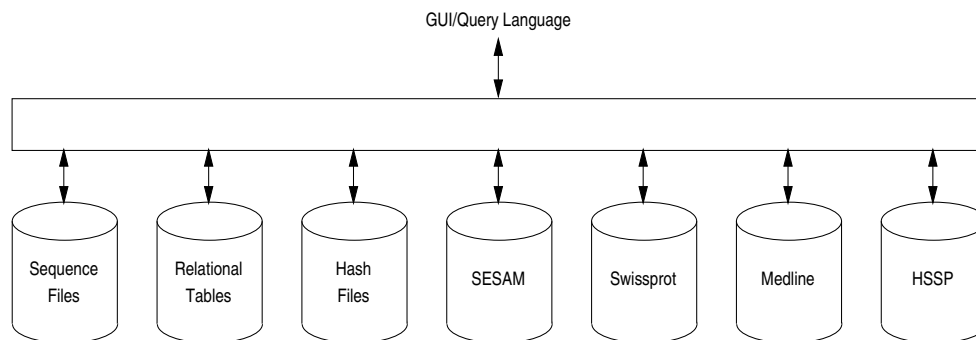 GUI/Query Language
Sequence
Files
Relational
Tables
Hash
Files
SESAM
Swissprot
Medline
HSSP